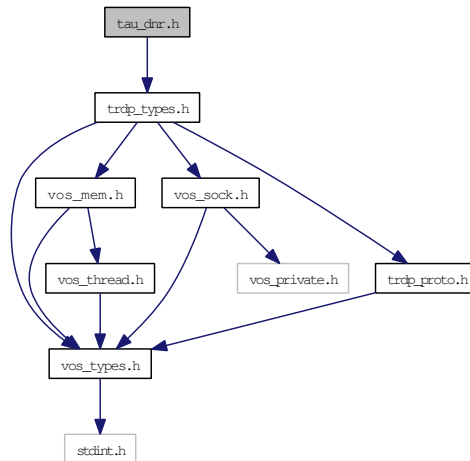 tau_dnr.h
trdp_types.h
vos_mem.h
vos_sock.h
vos_thread.h
vos_private.h
trdp_proto.h
vos_types.h
stdint.h